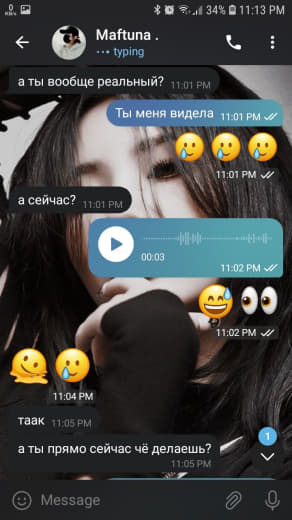 0 KB/s 34% 11:13 PM
Maftuna .
typing
а ты вообще реальный? 11:01 PM
Ты меня видела 11:01 PM
🥲🥲🥲
11:01 PM
а сейчас? 11:01 PM
00:03 11:02 PM
😅👀
11:02 PM
🫠🥲
11:04 PM
таак 11:05 PM
а ты прямо сейчас чё делаешь?
11:05 PM
1
Message